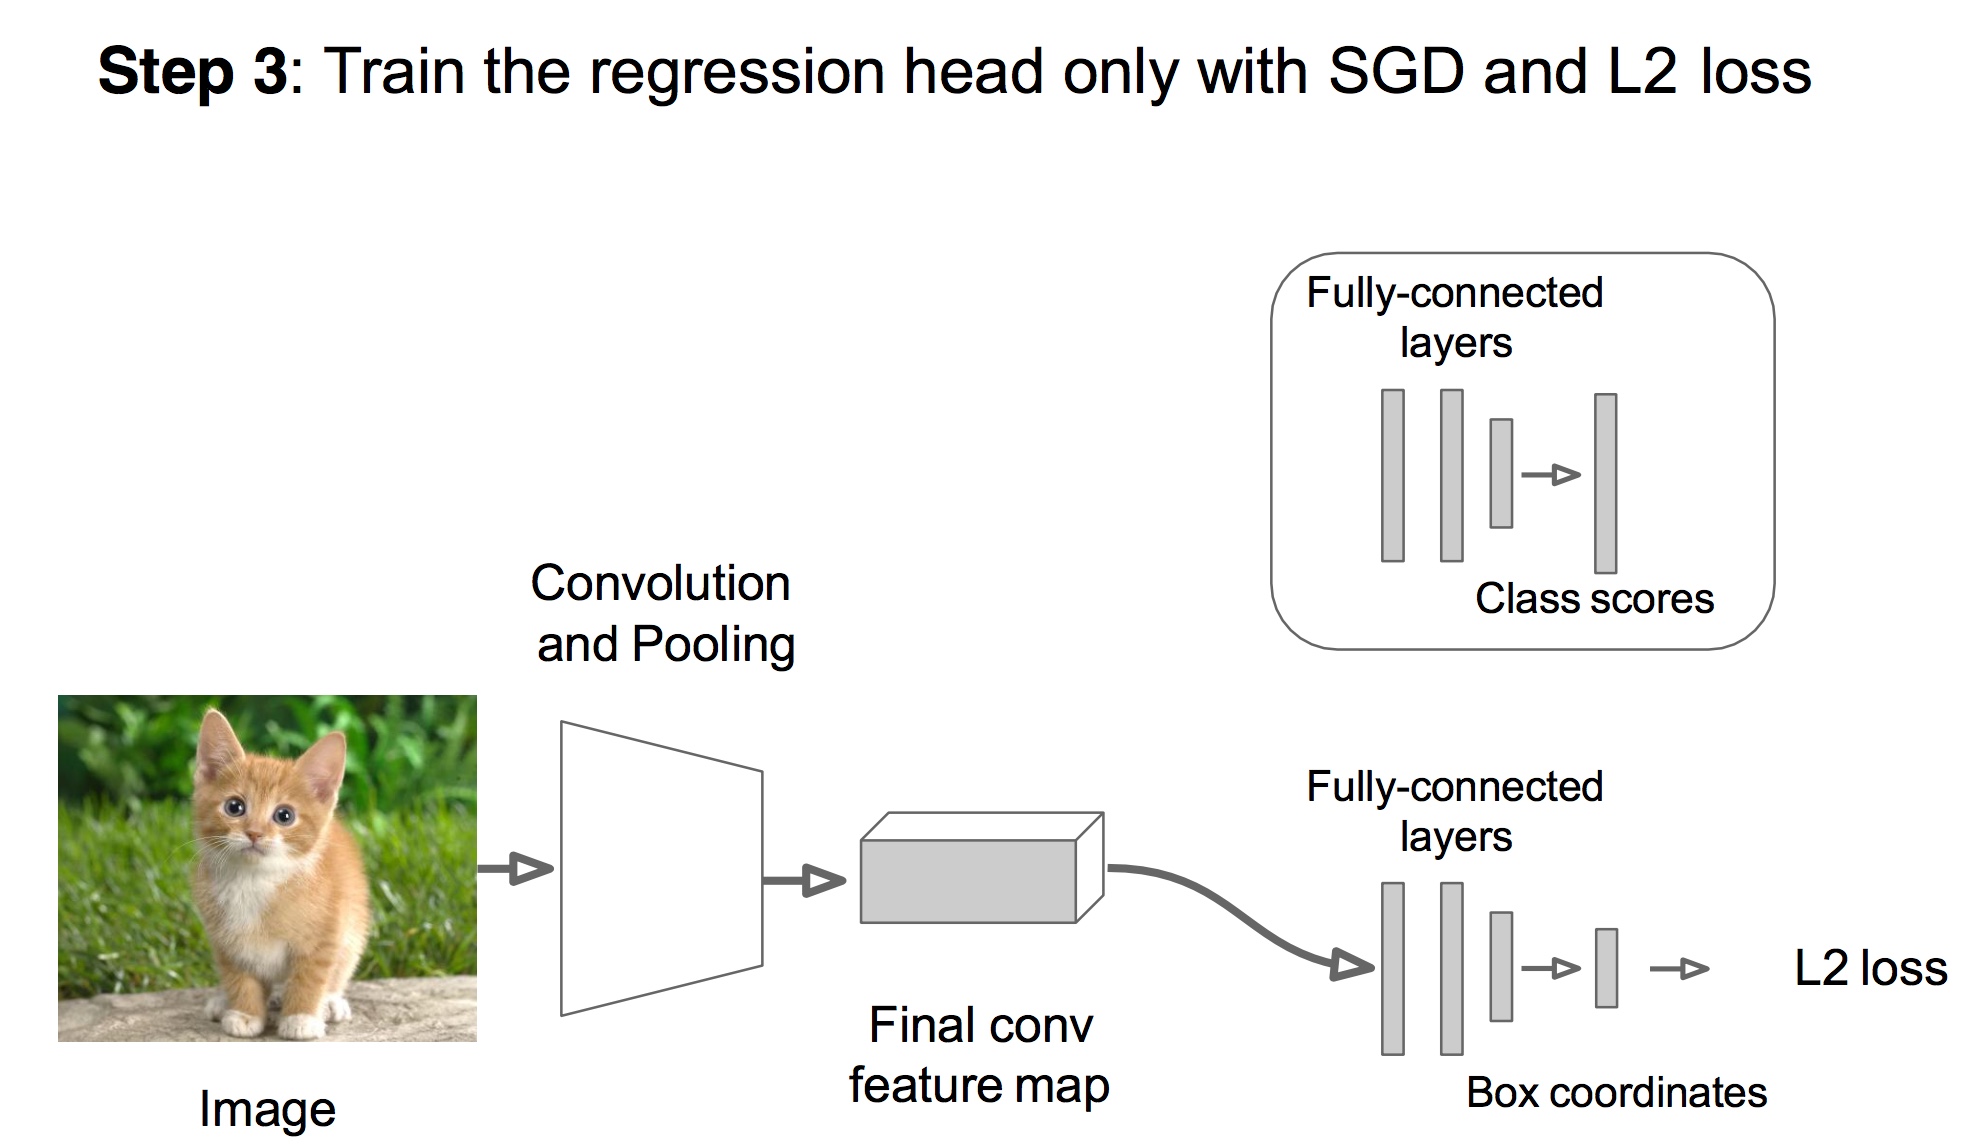 Step 3: Train the regression head only with SGD and L2 loss
Fully-connected
layers
Class scores
Convolution
and Pooling
Fully-connected
layers
L2 loss
Final conv
feature map
Box coordinates
Image